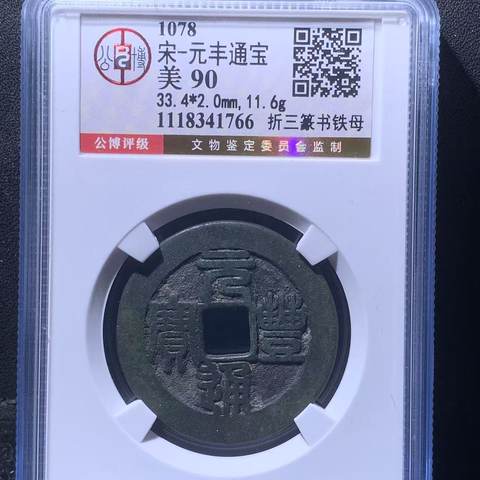 1078
宋-元丰通宝
美 90
33.4*2.0mm,11.6g
1118341766 折三篆书铁母
公博
公博评级
文物鉴定委员会监制
元豐通寶